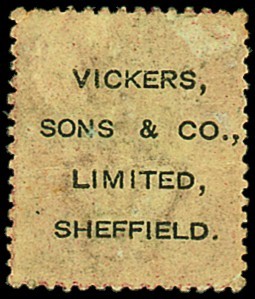 VICKERS,
SONS & CO.,
LIMITED,
SHEFFIELD.